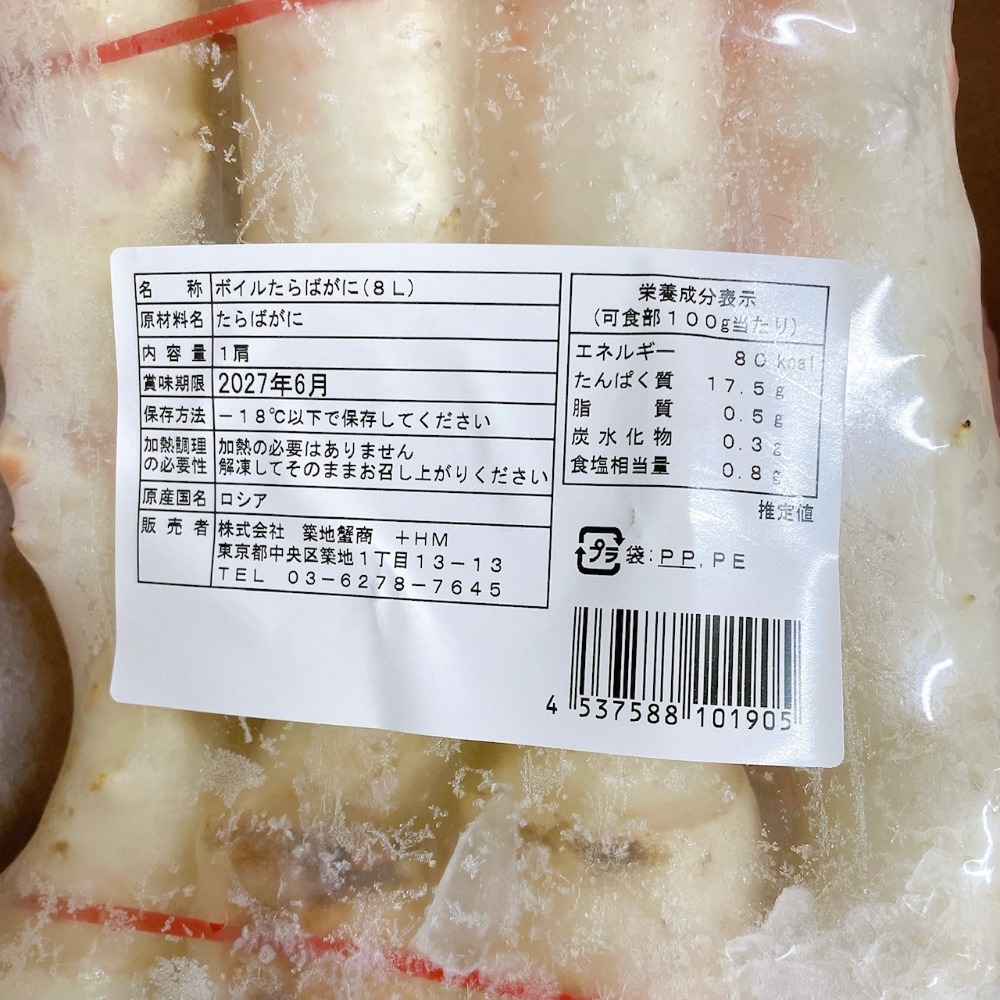 名称 ボイルたらばがに(8L)
原材料名 たらばがに
内容量 1肩
賞味期限 2027年6月
保存方法 －18℃以下で保存してください
加熱調理の必要性 加熱の必要はありません
解凍してそのままお召し上がりください
原産国名 ロシア
販売者 株式会社 築地蟹商 ＋HM
東京都中央区築地1丁目13－13
TEL 03－6278－7645
栄養成分表示
(可食部100g当たり)
エネルギー 80kcal
たんぱく質 17.5g
脂質 0.5g
炭水化物 0.3g
食塩相当量 0.8g
推定値
プラ 袋:PP,PE
4 537588 101905